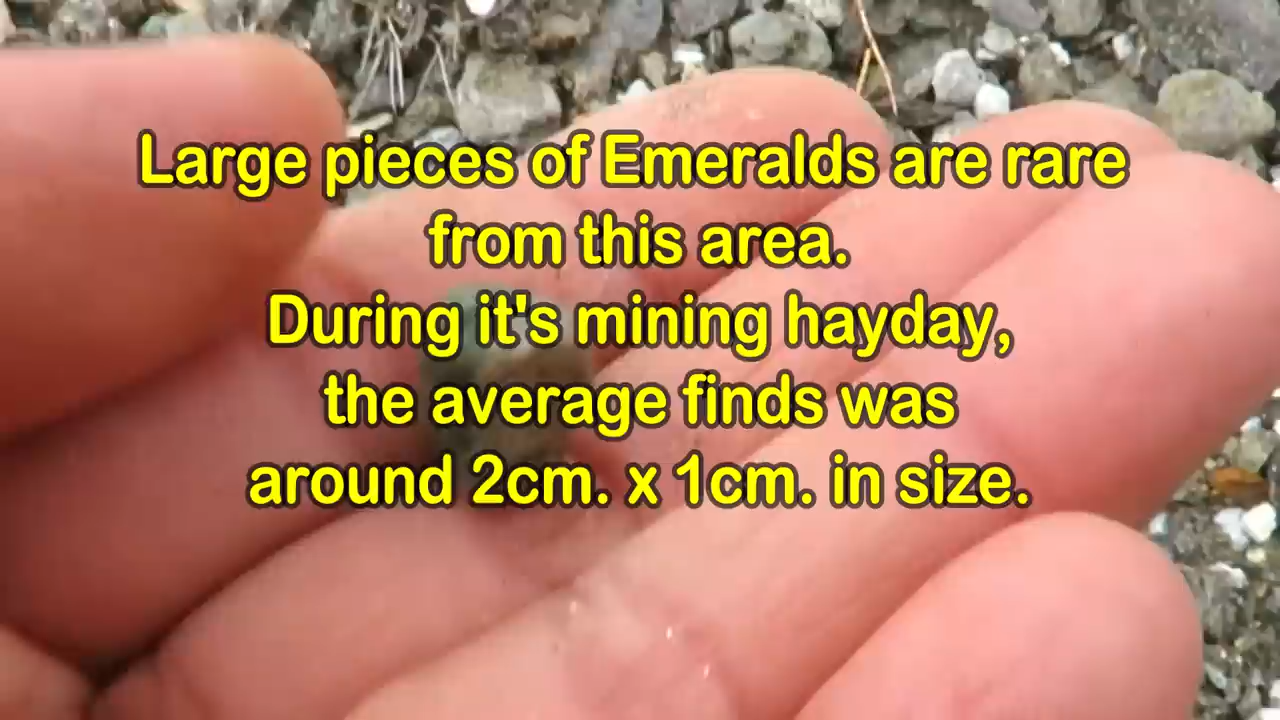 Large pieces of Emeralds are rare
from this area.
During it's mining hayday,
the average finds was
around 2cm. x 1cm. in size.